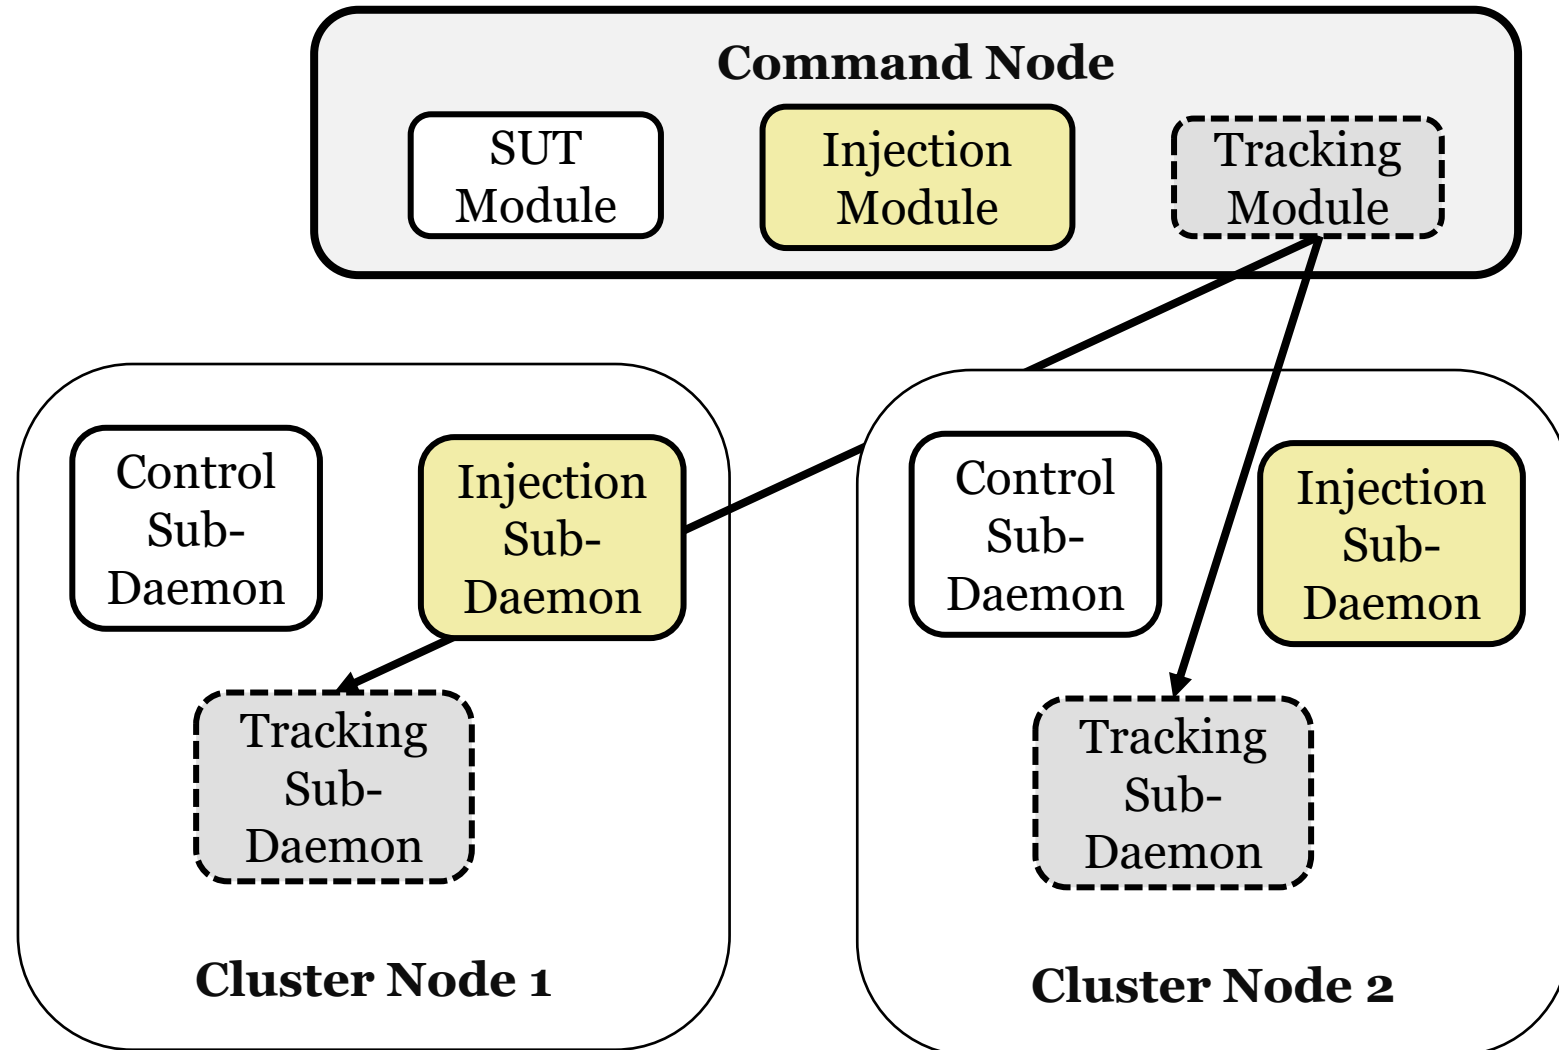 Command Node
SUT
Module
Injection
Module
Tracking
Module
Control
Sub-
Daemon
Injection
Sub-
Daemon
Tracking
Sub-
Daemon
Cluster Node 1
Control
Sub-
Daemon
Injection
Sub-
Daemon
Tracking
Sub-
Daemon
Cluster Node 2